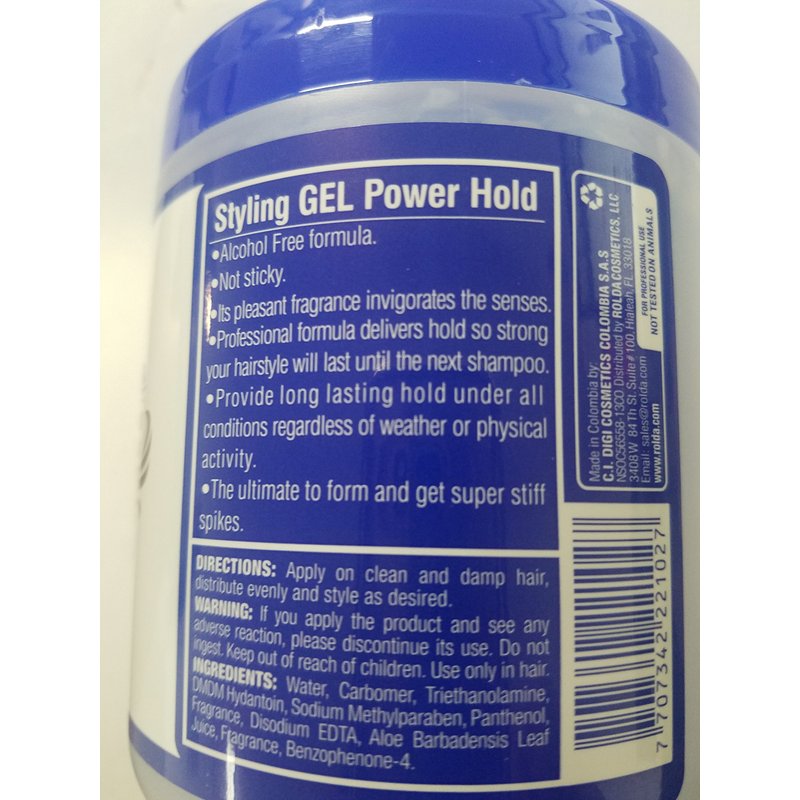 Styling GEL Power Hold
•Alcohol Free formula.
•Not sticky.
•Its pleasant fragrance invigorates the senses.
•Professional formula delivers hold so strong
your hairstyle will last until the next shampoo.
•Provide long lasting hold under all
conditions regardless of weather or physical
activity.
•The ultimate to form and get super stiff
spikes.
DIRECTIONS: Apply on clean and damp hair,
distribute evenly and style as desired.
WARNING: If you apply the product and see any
adverse reaction, please discontinue its use. Do not
ingest. Keep out of reach of children. Use only in hair.
INGREDIENTS: Water, Carbomer, Triethanolamine,
DMDM Hydantoin, Sodium Methylparaben, Panthenol,
Fragrance, Disodium EDTA, Aloe Barbadensis Leaf
Juice, Fragrance, Benzophenone-4.
Made in Colombia by:
C.I. DIGI COSMETICS COLOMBIA S.A.S
NSOC56558-13CO Distributed by ROLDA COSMETICS, LLC
3408 W 84Th St. Suite # 100, Hialeah, FL 33018
Email: sales@rolda.com
www.rolda.com
FOR PROFESSIONAL USE
NOT TESTED ON ANIMALS
7 707342 221027